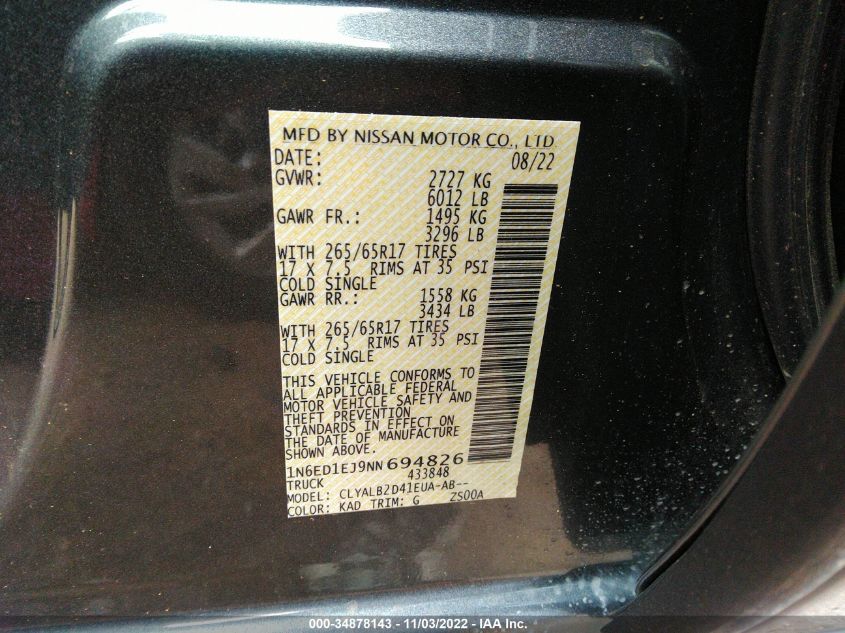 MFD BY NISSAN MOTOR CO., LTD
DATE: 08/22
GVWR: 2727 KG
6012 LB
GAWR FR.: 1495 KG
3296 LB
WITH 265/65R17 TIRES
17 X 7.5 RIMS AT 35 PSI
COLD SINGLE
GAWR RR.: 1558 KG
3434 LB
WITH 265/65R17 TIRES
17 X 7.5 RIMS AT 35 PSI
COLD SINGLE
THIS VEHICLE CONFORMS TO
ALL APPLICABLE FEDERAL
MOTOR VEHICLE SAFETY AND
THEFT PREVENTION
STANDARDS IN EFFECT ON
THE DATE OF MANUFACTURE
SHOWN ABOVE.
1N6ED1EJ9NN694826
TRUCK 433848
MODEL: CLYALB2D41EUA-AB--
COLOR: KAD TRIM: G ZS00A
000-34878143 - 11/03/2022 - IAA Inc.